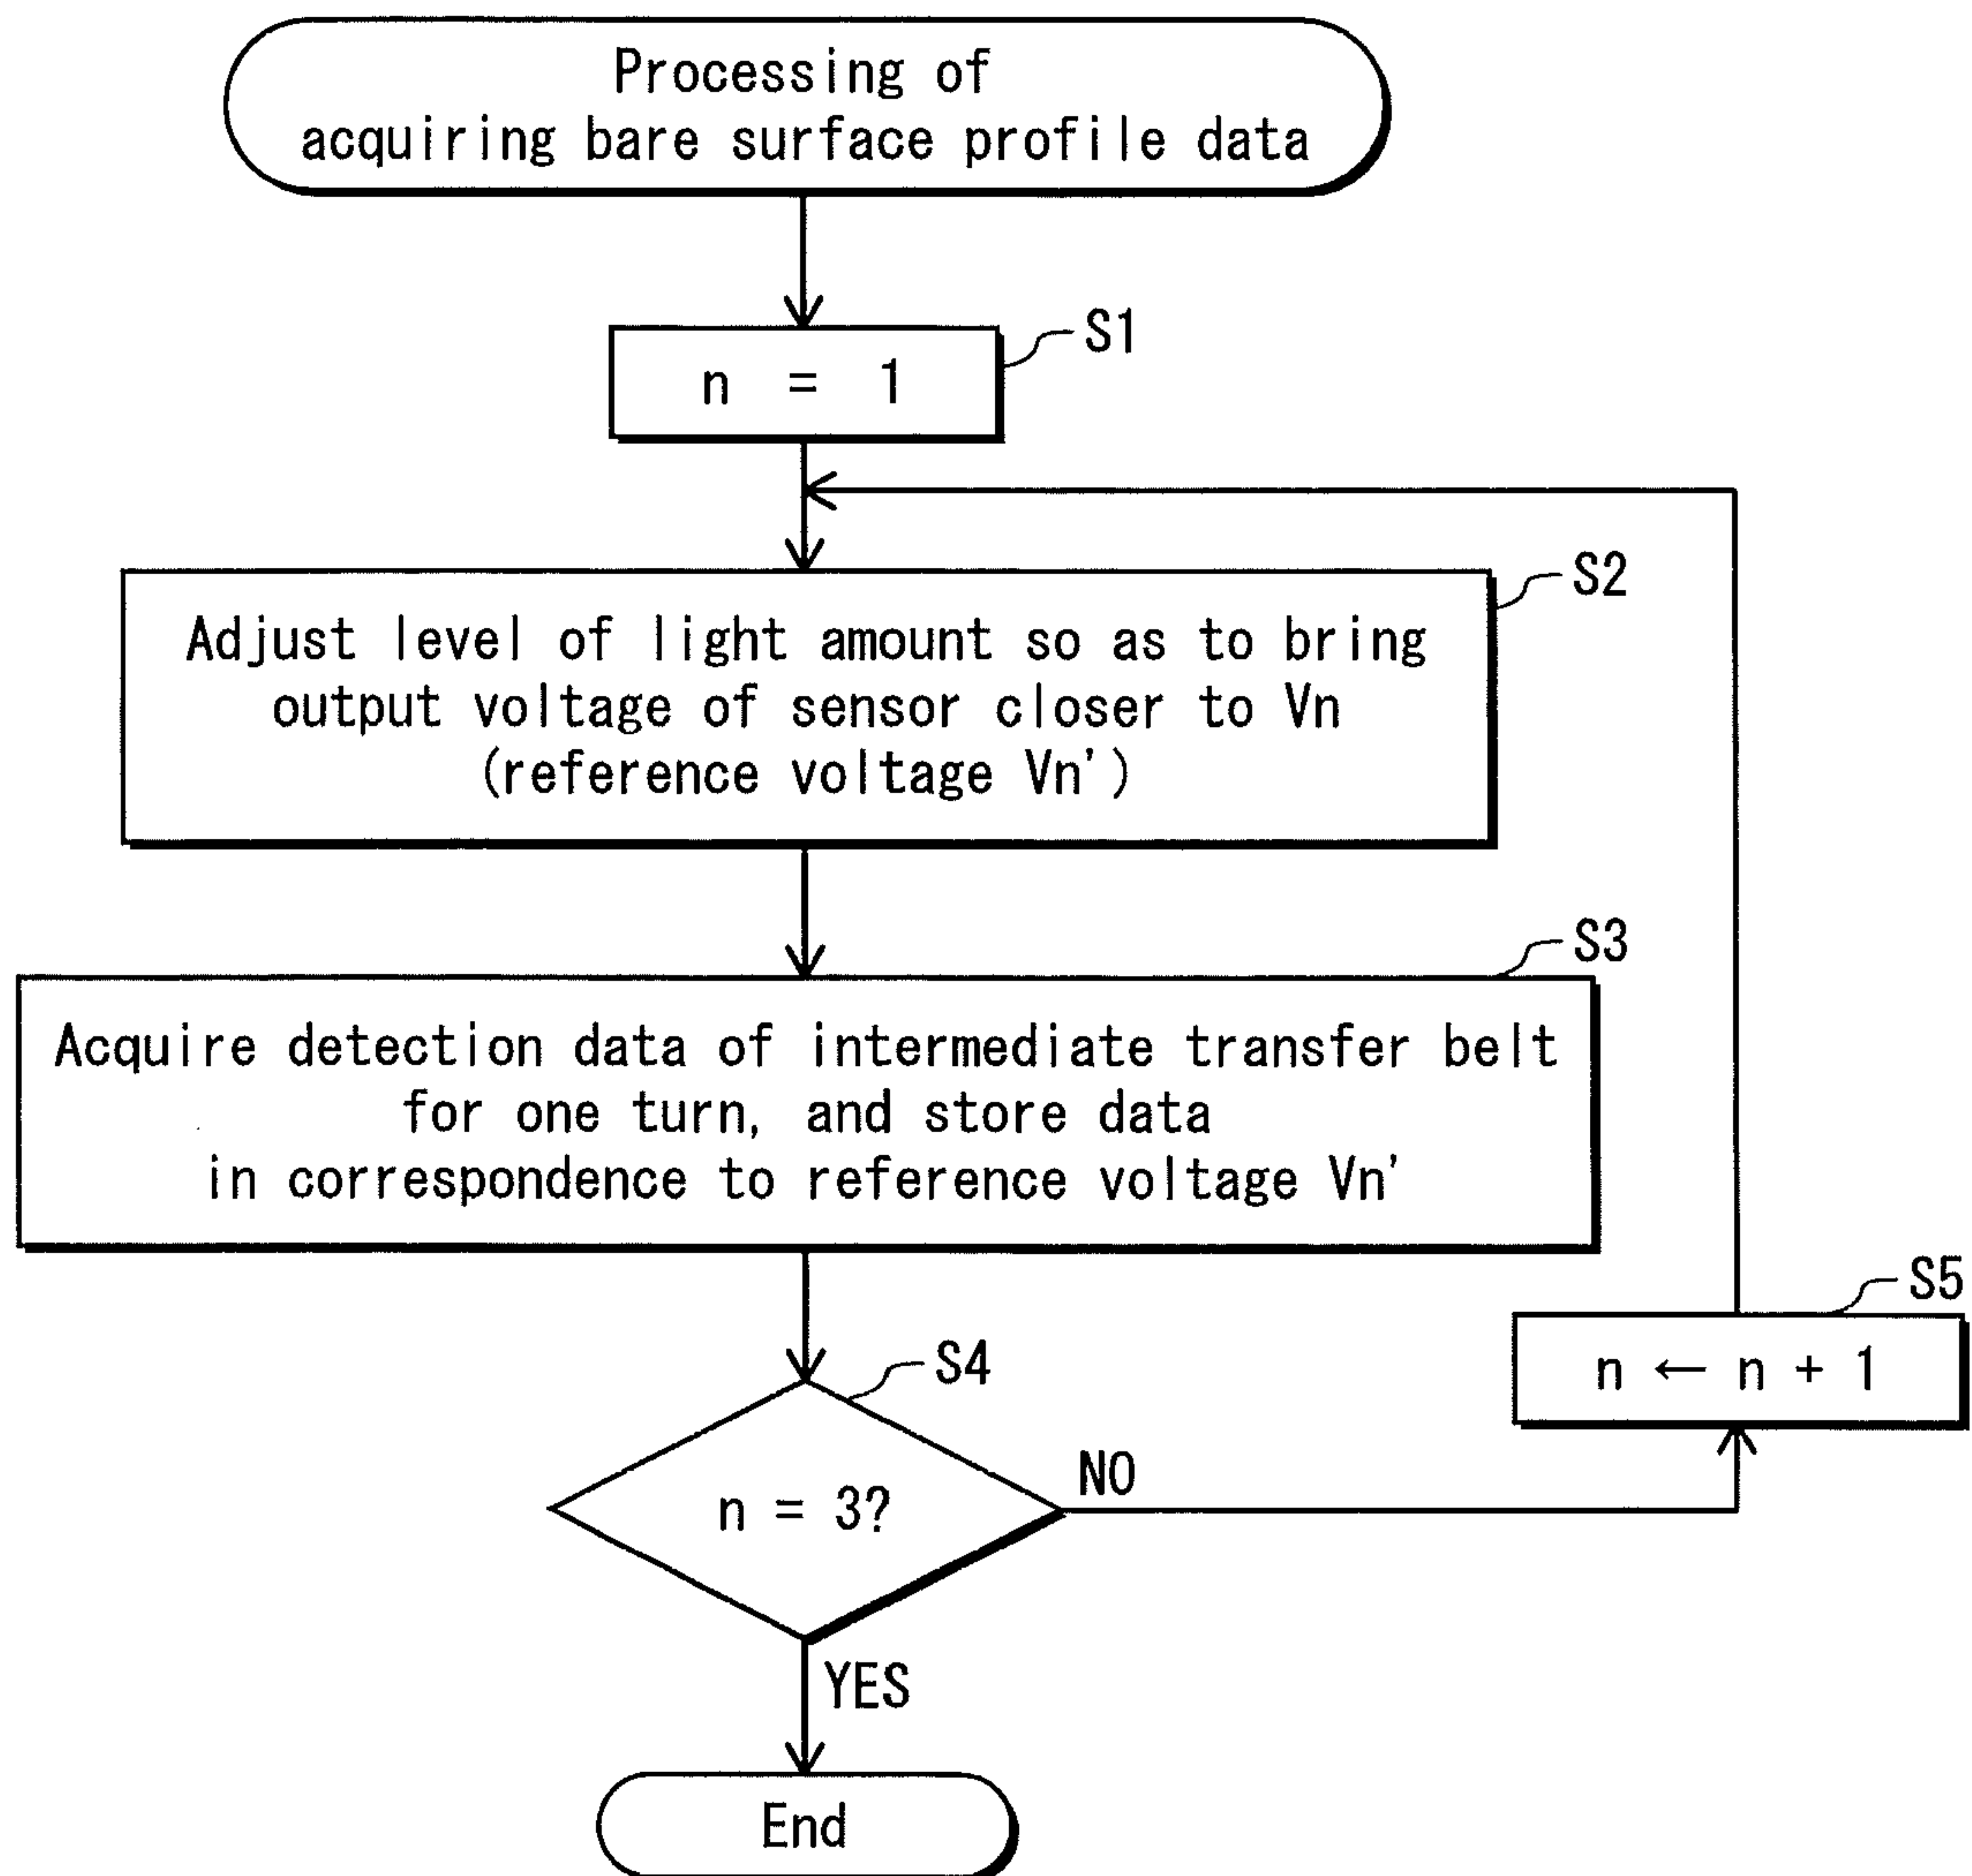 Processing of
acquiring bare surface profile data
S1
n = 1
S2
Adjust level of light amount so as to bring
output voltage of sensor closer to Vn
(reference voltage Vn')
S3
Acquire detection data of intermediate transfer belt
for one turn, and store data
in correspondence to reference voltage Vn'
S5
n ← n + 1
S4
n = 3?
NO
YES
End